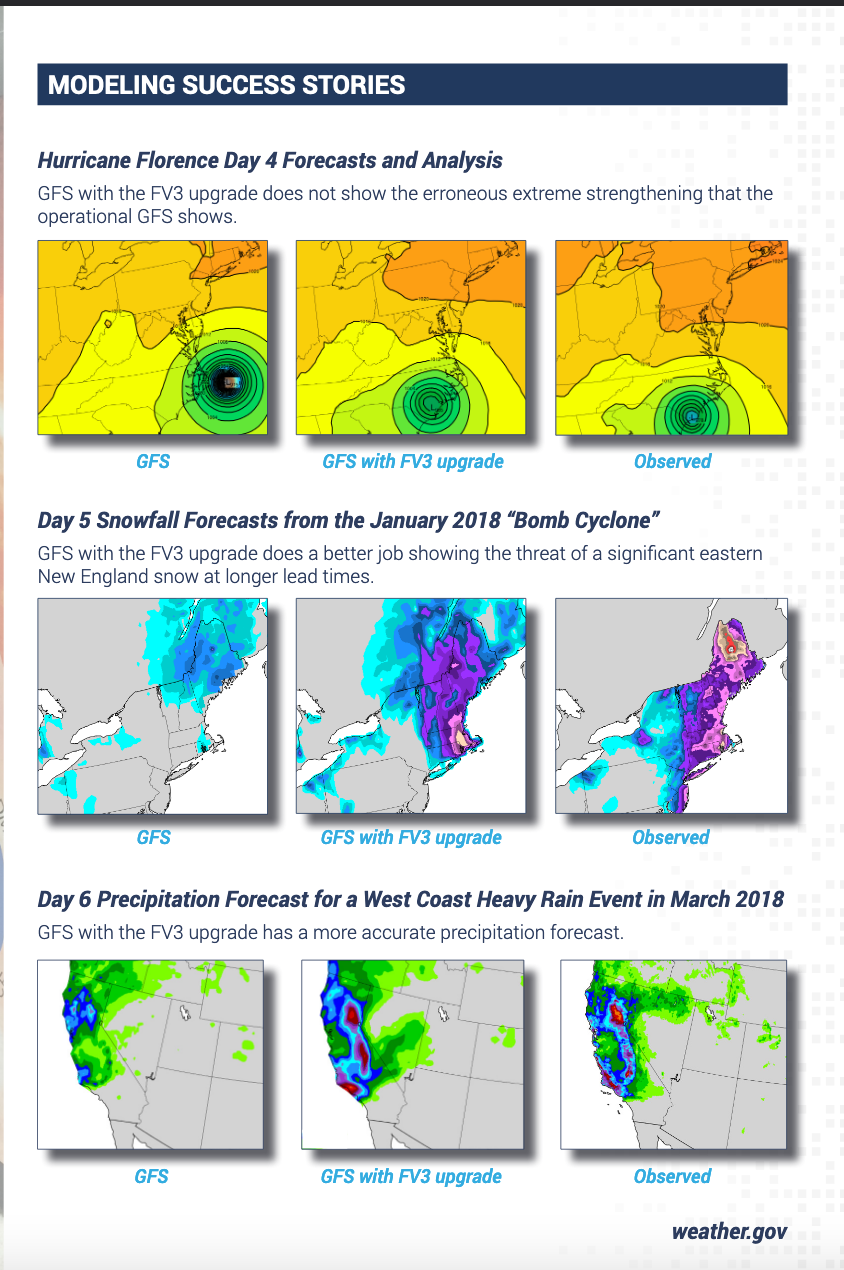 MODELING SUCCESS STORIES
Hurricane Florence Day 4 Forecasts and Analysis
GFS with the FV3 upgrade does not show the erroneous extreme strengthening that the
operational GFS shows.
GFS
GFS with FV3 upgrade
Observed
Day 5 Snowfall Forecasts from the January 2018 “Bomb Cyclone”
GFS with the FV3 upgrade does a better job showing the threat of a significant eastern
New England snow at longer lead times.
GFS
GFS with FV3 upgrade
Observed
Day 6 Precipitation Forecast for a West Coast Heavy Rain Event in March 2018
GFS with the FV3 upgrade has a more accurate precipitation forecast.
GFS
GFS with FV3 upgrade
Observed
weather.gov